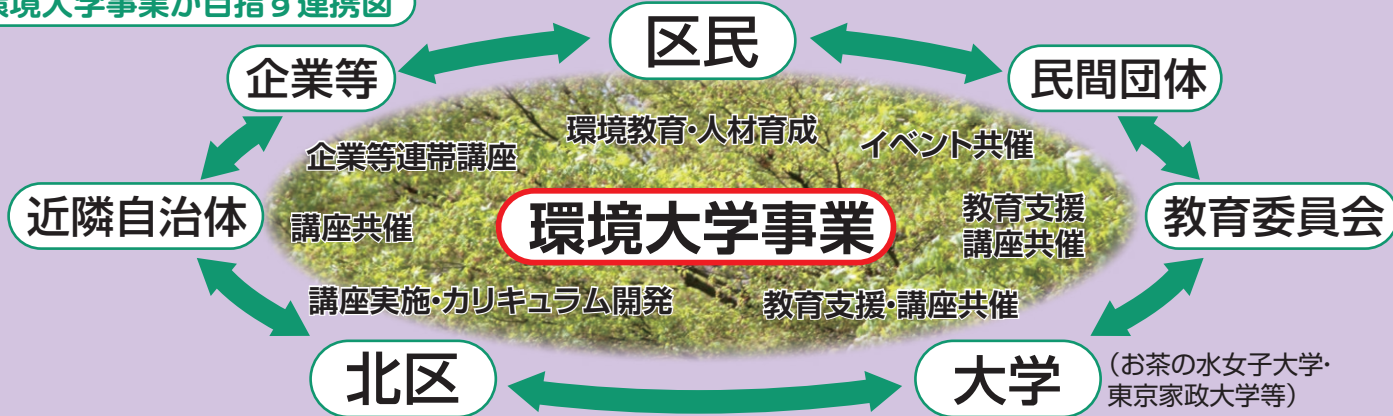 環境大学事業が目指す連携図
区民
企業等
民間団体
環境教育・人材育成
イベント共催
企業等連帯講座
近隣自治体
講座共催
環境大学事業
教育支援
講座共催
教育委員会
講座実施・カリキュラム開発
教育支援・講座共催
北区
大学
(お茶の水女子大学・
東京家政大学等)